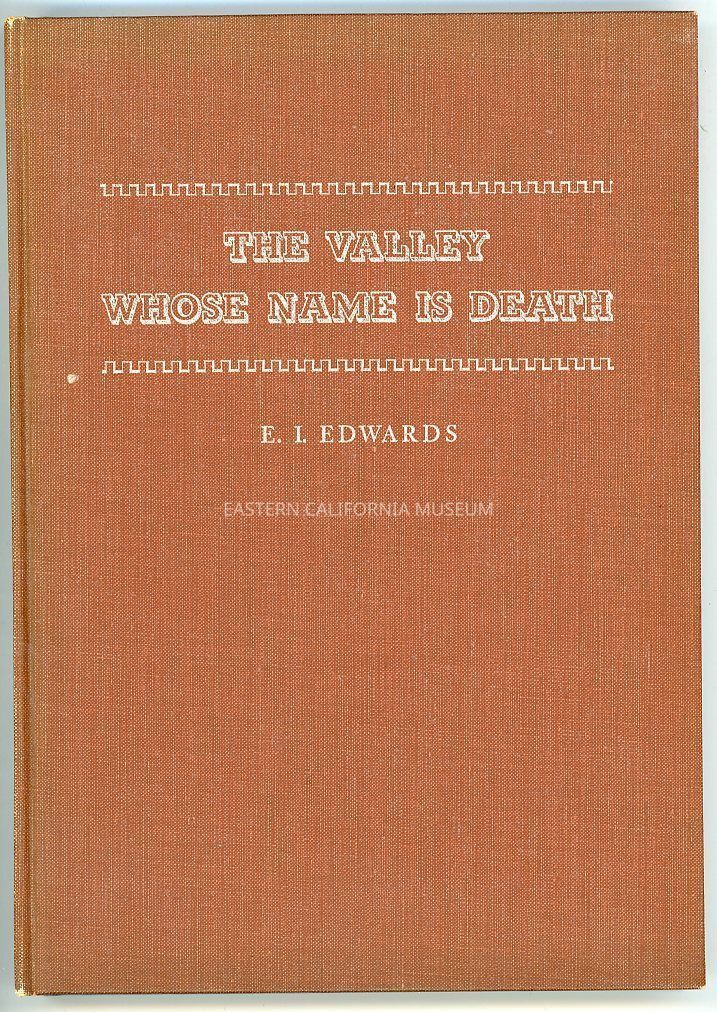 THE VALLEY
WHOSE NAME IS DEATH
E. I. EDWARDS
EASTERN CALIFORNIA MUSEUM